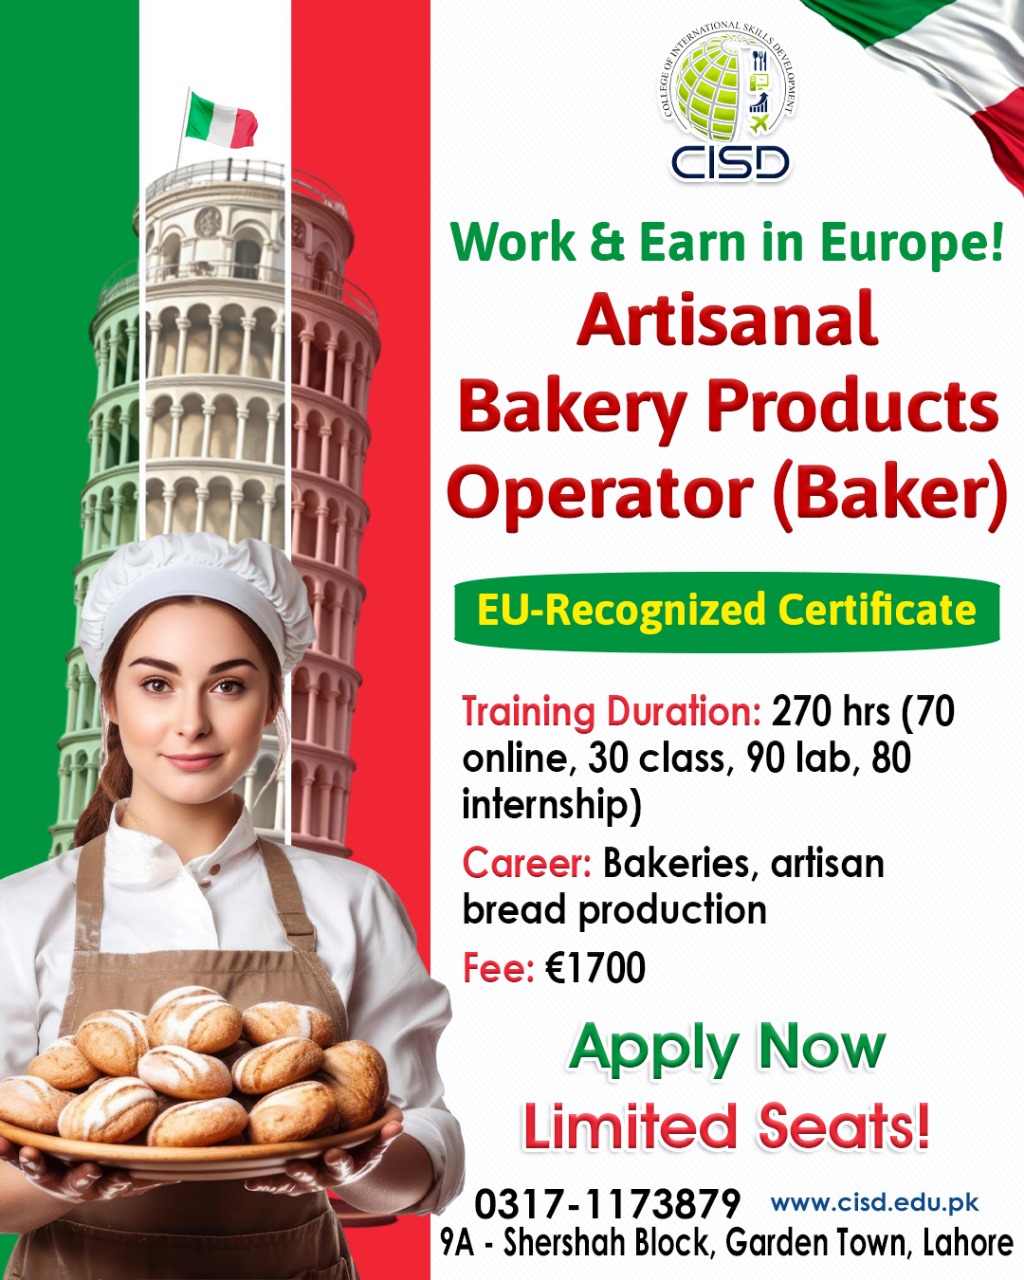 COLLEGE OF INTERNATIONAL SKILLS DEVELOPMENT
CISD
Work & Earn in Europe!
Artisanal
Bakery Products
Operator (Baker)
EU-Recognized Certificate
Training Duration: 270 hrs (70
online, 30 class, 90 lab, 80
internship)
Career: Bakeries, artisan
bread production
Fee: €1700
Apply Now
Limited Seats!
0317-1173879 www.cisd.edu.pk
9A - Shershah Block, Garden Town, Lahore